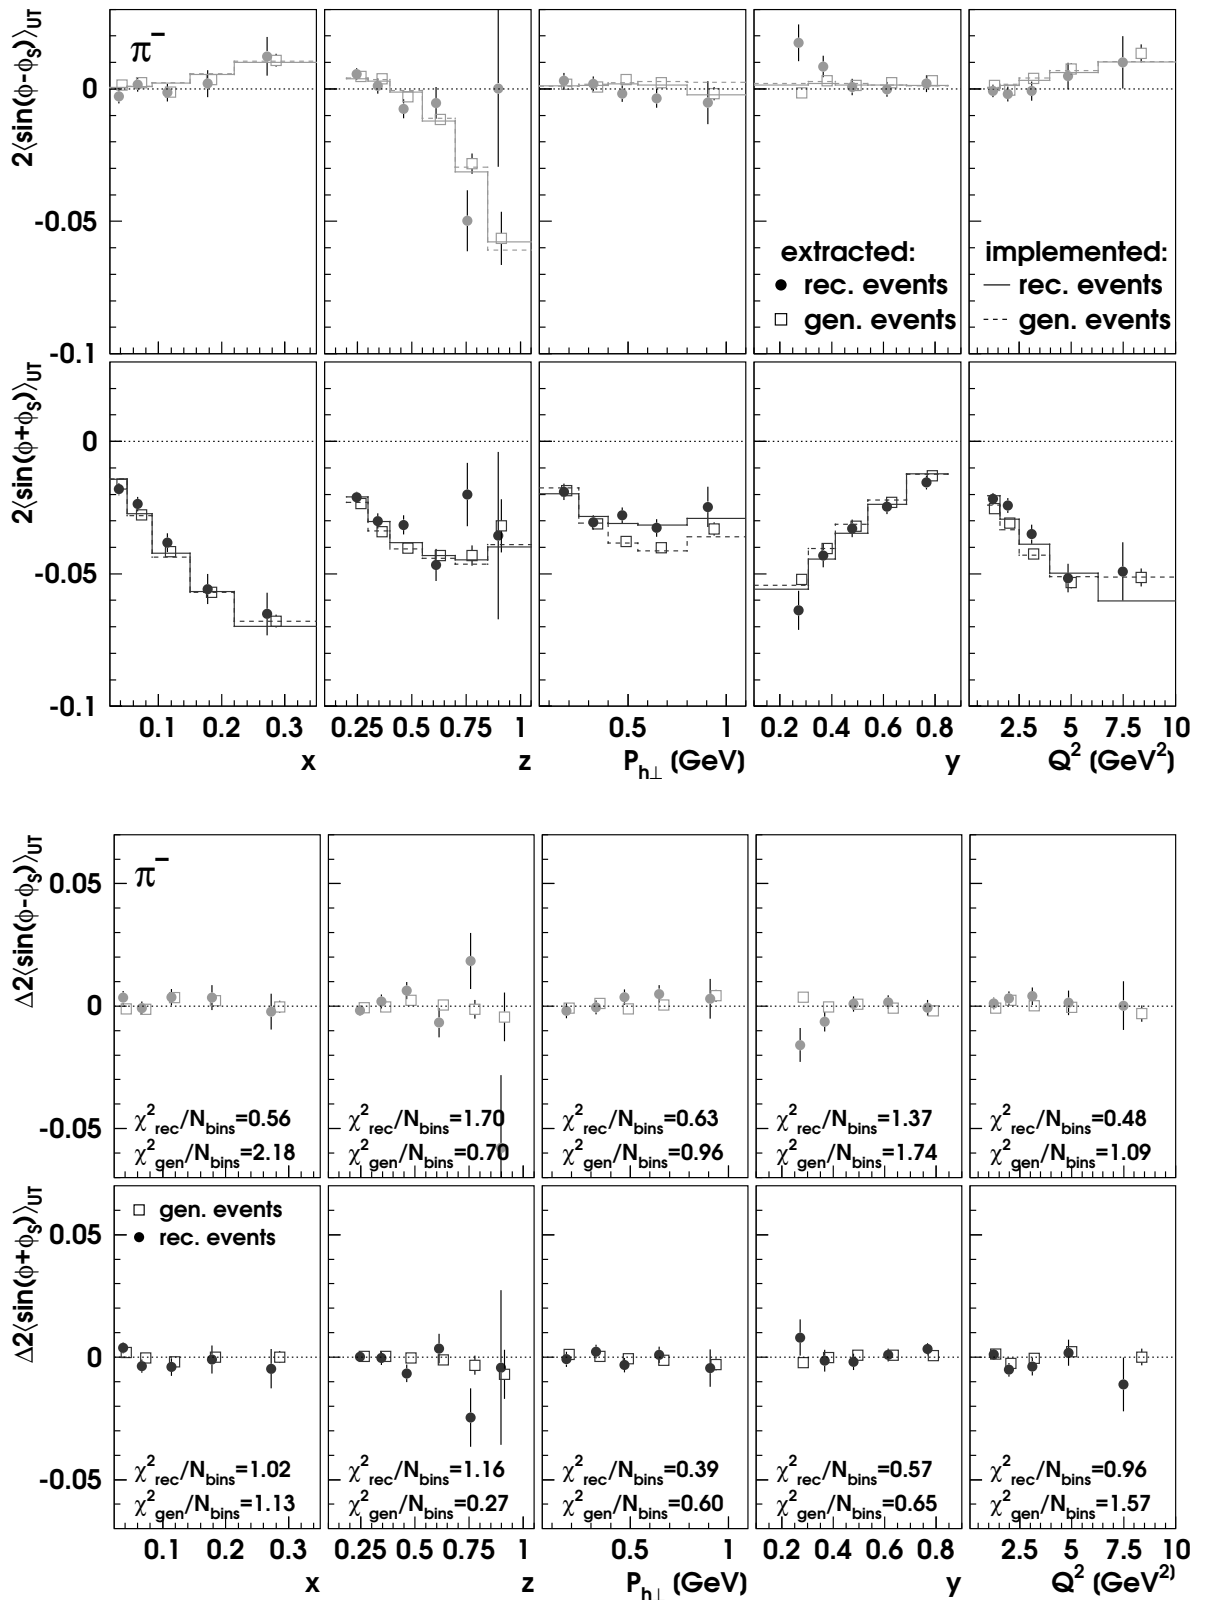 2⟨sin(φ-φS)⟩UT
π−
0
-0.05
-0.1
extracted:
rec. events
gen. events
implemented:
rec. events
gen. events
2⟨sin(φ+φS)⟩UT
0
-0.05
-0.1
0.1 0.2 0.3
0.25 0.5 0.75 1
0.5 1
0.2 0.4 0.6 0.8
2.5 5 7.5 10
x
z
Ph⊥ (GeV)
y
Q2 (GeV2)
Δ2⟨sin(φ-φS)⟩UT
π−
0.05
0
-0.05
χ2rec/Nbins=0.56
χ2gen/Nbins=2.18
χ2rec/Nbins=1.70
χ2gen/Nbins=0.70
χ2rec/Nbins=0.63
χ2gen/Nbins=0.96
χ2rec/Nbins=1.37
χ2gen/Nbins=1.74
χ2rec/Nbins=0.48
χ2gen/Nbins=1.09
Δ2⟨sin(φ+φS)⟩UT
gen. events
rec. events
0.05
0
-0.05
χ2rec/Nbins=1.02
χ2gen/Nbins=1.13
χ2rec/Nbins=1.16
χ2gen/Nbins=0.27
χ2rec/Nbins=0.39
χ2gen/Nbins=0.60
χ2rec/Nbins=0.57
χ2gen/Nbins=0.65
χ2rec/Nbins=0.96
χ2gen/Nbins=1.57
0.1 0.2 0.3
0.25 0.5 0.75 1
0.5 1
0.2 0.4 0.6 0.8
2.5 5 7.5 10
x
z
Ph⊥ (GeV)
y
Q2 (GeV2)